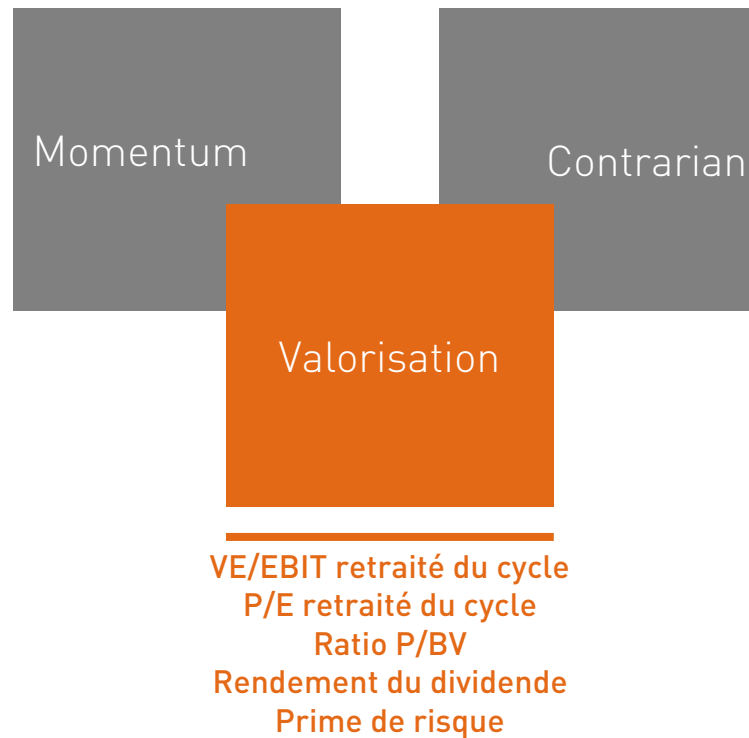 Momentum
Contrarian
Valorisation
VE/EBIT retraité du cycle
P/E retraité du cycle
Ratio P/BV
Rendement du dividende
Prime de risque